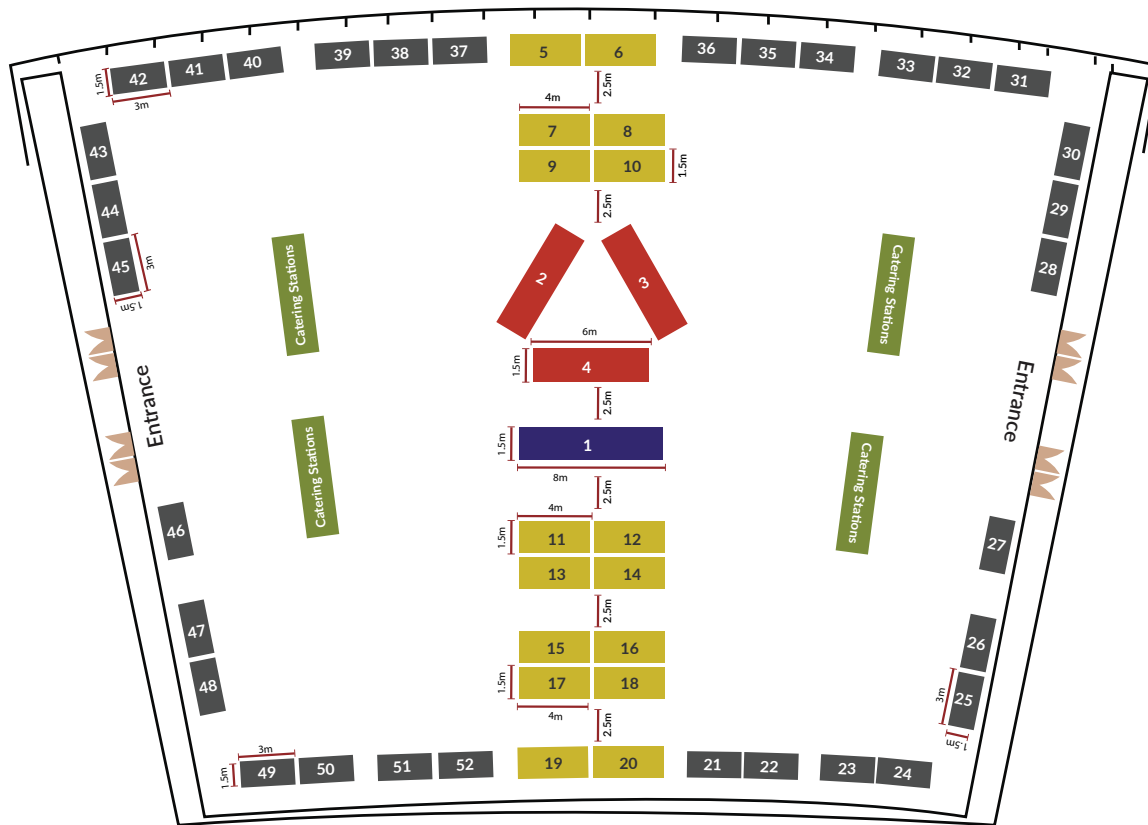 39 38 37 5 6 36 35 34
42 41 40 33 32 31
1.5m
3m
2.5m
4m
7 8
9 10
1.5m
43
30
44
29
45
28
3m
1.5m
2.5m
2 3
Catering Stations
Catering Stations
6m
1.5m
4
2.5m
Entrance
Entrance
1.5m
1
8m
2.5m
Catering Stations
Catering Stations
4m
1.5m
11 12
13 14
46
27
2.5m
47
26
15 16
48
25
17 18
1.5m
4m
3m
1.5m
2.5m
3m
1.5m
49 50 51 52 19 20 21 22 23 24